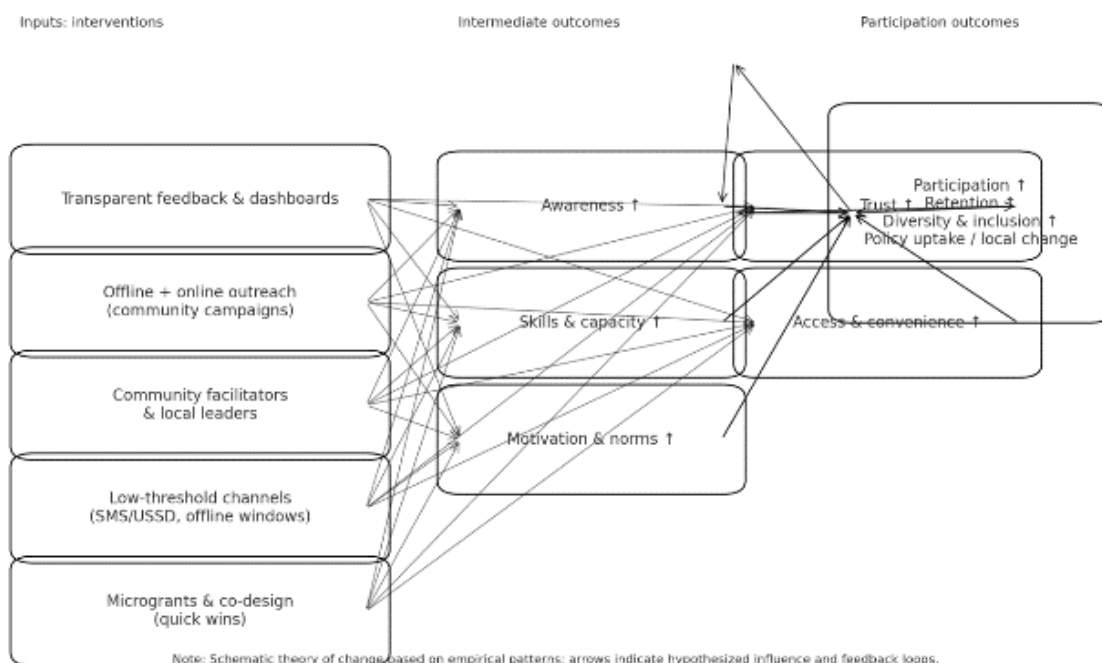 Inputs: interventions
Intermediate outcomes
Participation outcomes
Transparent feedback & dashboards
Offline + online outreach
(community campaigns)
Community facilitators
& local leaders
Low-threshold channels
(SMS/USSD, offline windows)
Microgrants & co-design
(quick wins)
Awareness ↑
Skills & capacity ↑
Motivation & norms ↑
Trust ↑
Access & convenience ↑
Participation ↑
Retention ↑
Diversity & inclusion ↑
Policy uptake / local change
Note: Schematic theory of change based on empirical patterns; arrows indicate hypothesized influence and feedback loops.